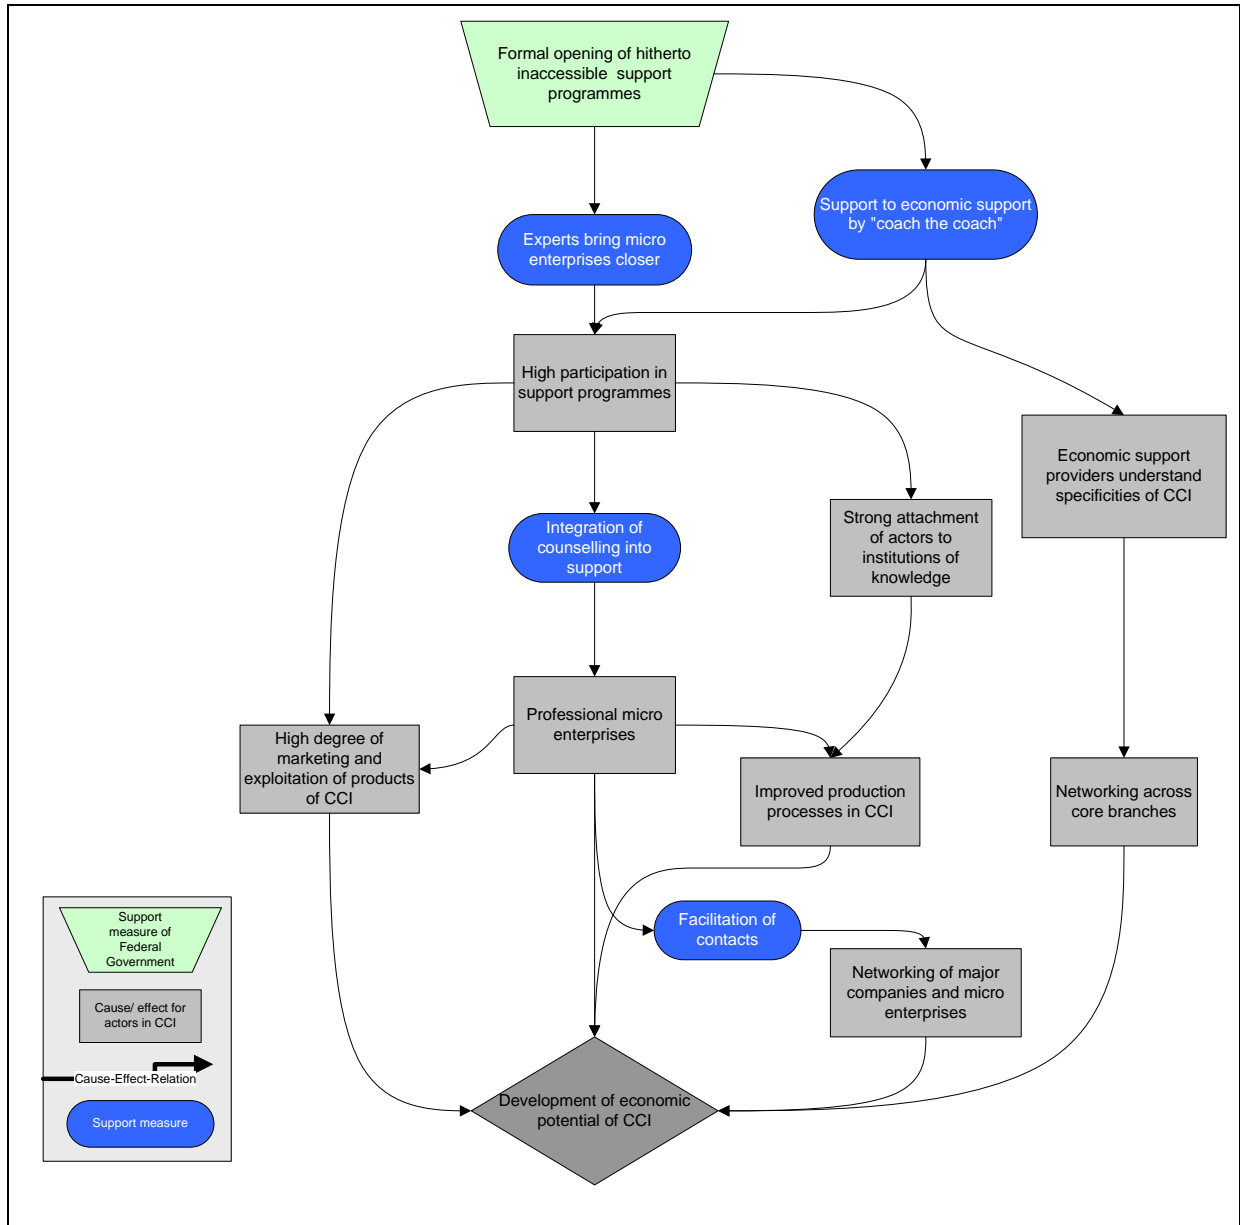 Formal opening of hitherto
inaccessible support
programmes
Support to economic support
by "coach the coach"
Experts bring micro
enterprises closer
High participation in
support programmes
Economic support
providers understand
specificities of CCI
Strong attachment
of actors to
institutions of
knowledge
Integration of
counselling into
support
Professional micro
enterprises
High degree of
marketing and
exploitation of products
of CCI
Improved production
processes in CCI
Networking across
core branches
Facilitation of
contacts
Networking of major
companies and micro
enterprises
Development of economic
potential of CCI
Support
measure of
Federal
Government
Cause/ effect for
actors in CCI
Cause-Effect-Relation
Support measure